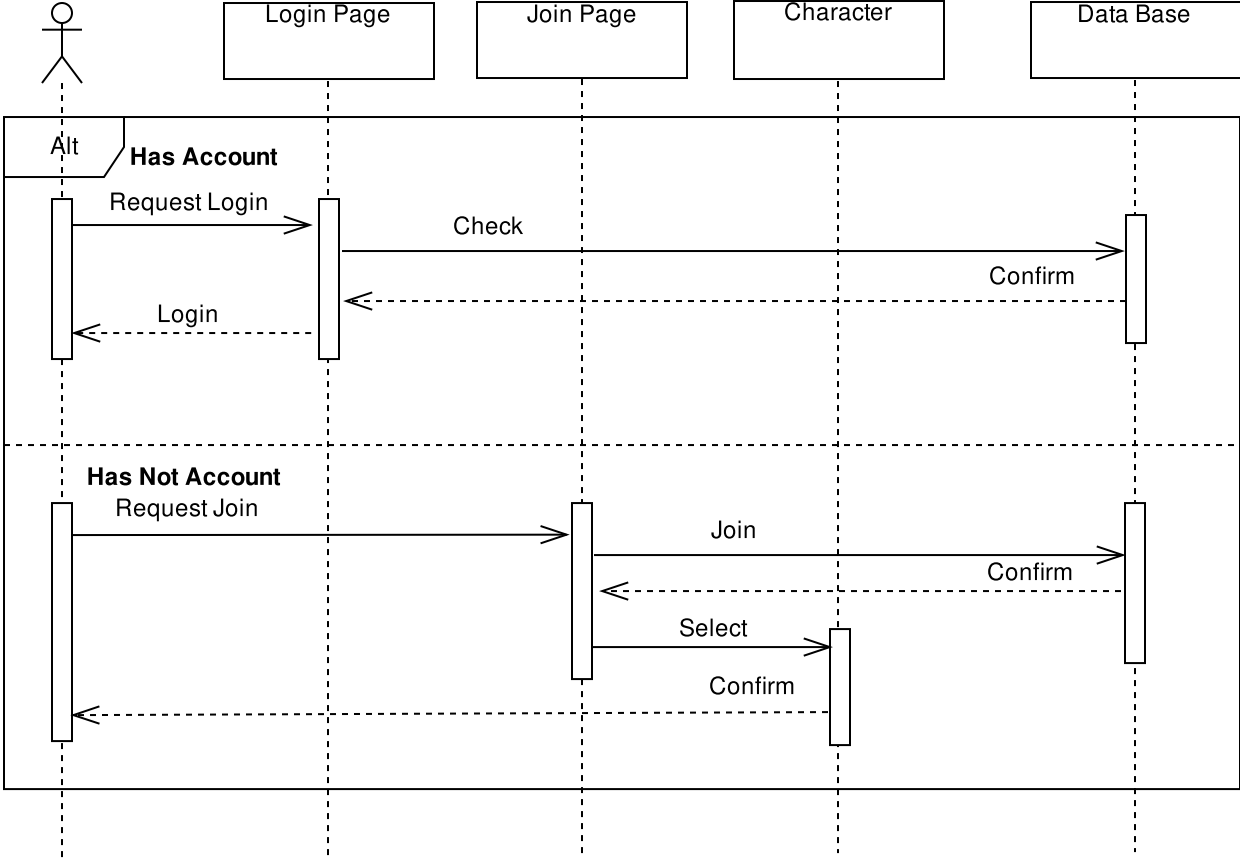 Login Page
Join Page
Character
Data Base
Alt
Has Account
Request Login
Check
Confirm
Login
Has Not Account
Request Join
Join
Confirm
Select
Confirm